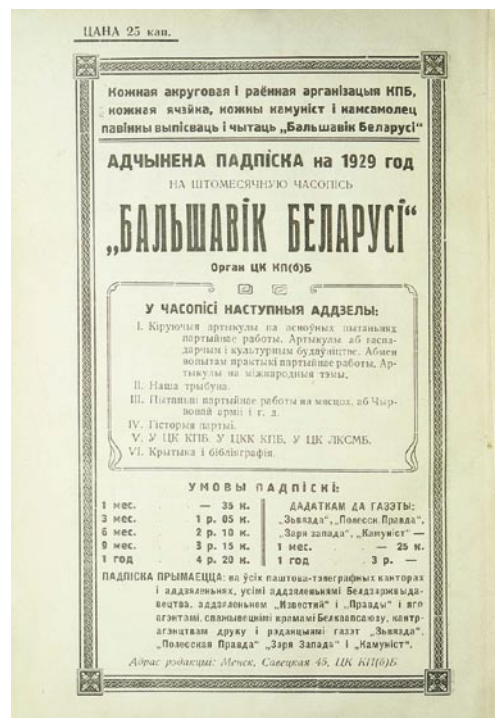 ЦАНА 25 кап.
Кожная акруговая і раённая арганізацыя КПБ,
кожная ячэйка, кожны камуніст і камсамолец
павінны выпісваць і чытаць „Бальшавік Беларусі“
АДЧЫНЕНА ПАДПІСКА на 1929 год
НА ШТОМЕСЯЧНУЮ ЧАСОПІСЬ
„БАЛЬШАВІК БЕЛАРУСІ“
Орган ЦК КП(б)Б
У ЧАСОПІСІ НАСТУПНЫЯ АДДЗЕЛЫ:
I. Кіруючыя артыкулы па асноўных пытаньнях
партыйнае работы. Артыкулы аб гаспа-
дарчым і культурным будаўніцтве. Абмен
вопытам практыкі партыйнае работы. Ар-
тыкулы на міжнародныя тэмы.
II. Наша трыбуна.
III. Пытаньні партыйнае работы на мясцох, аб Чыр-
вонай арміі і г. д.
IV. Гісторыя партыі.
V. У ЦК КПБ. У ЦКК КПБ. У ЦК ЛКСМБ.
VI. Крытыка і бібліяграфія.
УМОВЫ ПАДПІСКІ:
1 мес. — 35 к.
3 мес. 1 р. 05 к.
6 мес. 2 р. 10 к.
9 мес. 3 р. 15 к.
1 год 4 р. 20 к.
ДАДАТКАМ ДА ГАЗЭТЫ:
„Зьвязда“, „Полесск. Правда“,
„Заря запада“, „Камуніст“ —
1 мес. — 25 к.
1 год 3 р. —
ПАДПІСКА ПРЫМАЕЦЦА: ва ўсіх паштова-тэлеграфных канторах
і аддзяленьнях, усімі аддзяленьнямі Белдзяржвыда-
вецтва, аддзяленьнем „Известий“ і „Правды“ і яго
агэнтамі, спажывецкімі крамамі Белкаапсаюзу, кантр-
агэнцтвам друку і рэдакцыямі газэт „Зьвязда“,
„Полесская Правда“ „Заря Запада“ і „Камуніст“.
Адрас рэдакцыі: Менск, Савецкая 45, ЦК КП(б)Б